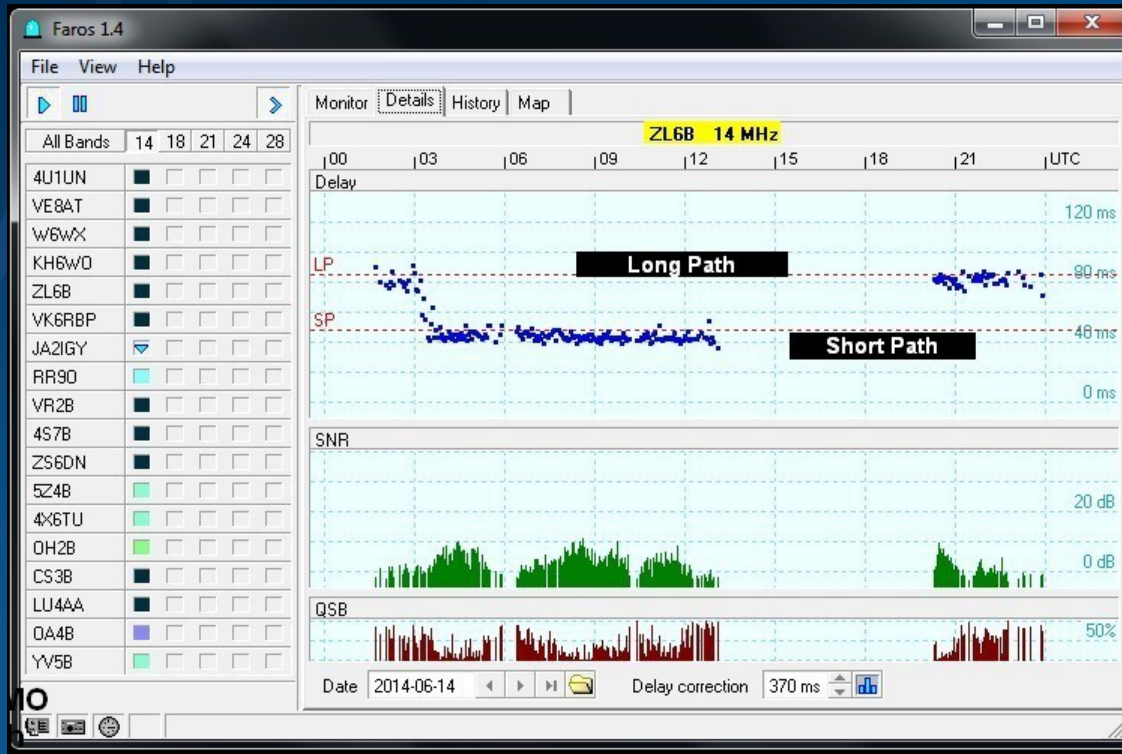 Faros 1.4
File View Help
Monitor Details History Map
All Bands 14 18 21 24 28
ZL6B 14 MHz
00 03 06 09 12 15 18 21 UTC
4U1UN
VE8AT
W6WX
KH6WO
ZL6B
VK6RBP
JA2IGY
RR9O
VR2B
4S7B
ZS6DN
5Z4B
4X6TU
OH2B
CS3B
LU4AA
OA4B
YV5B
Delay
120 ms
LP
Long Path
80 ms
SP
Short Path
40 ms
0 ms
SNR
20 dB
0 dB
QSB
50%
Date 2014-06-14 Delay correction 370 ms